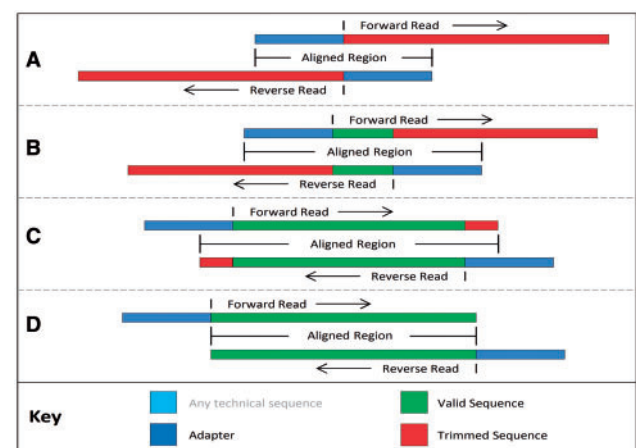 Forward Read
A
Aligned Region
Reverse Read
Forward Read
B
Aligned Region
Reverse Read
Forward Read
C
Aligned Region
Reverse Read
Forward Read
D
Aligned Region
Reverse Read
Key
Any technical sequence
Valid Sequence
Adapter
Trimmed Sequence